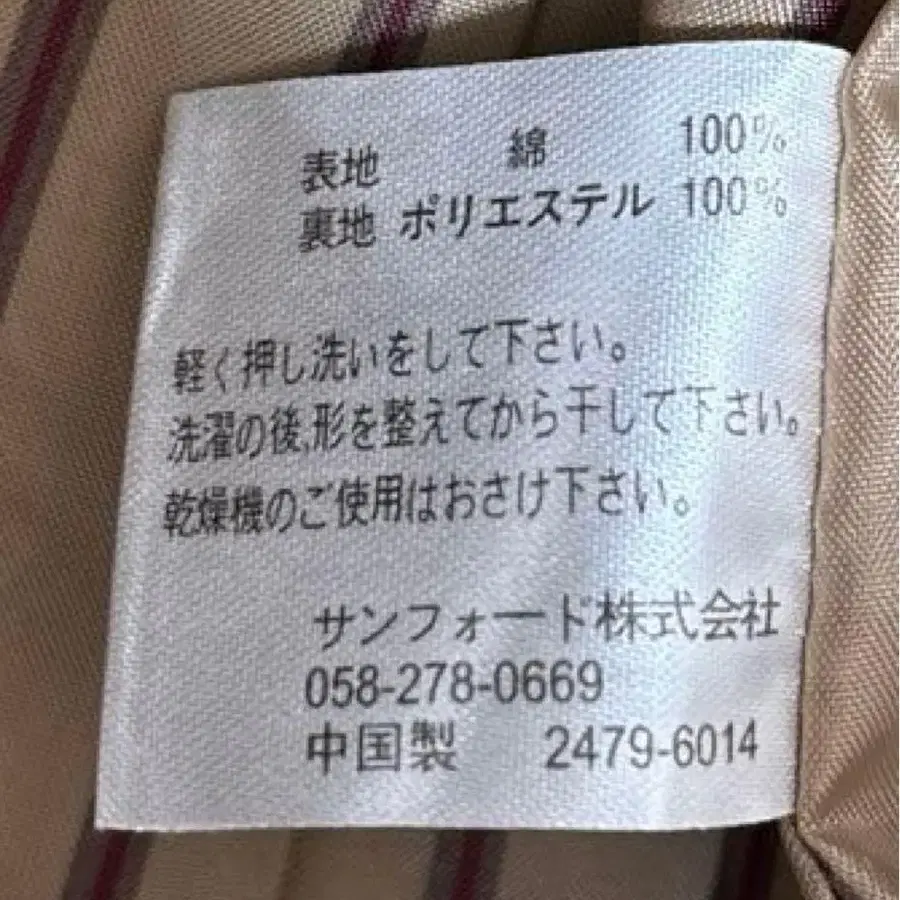 表地 綿 100%
裏地 ポリエステル 100%
軽く押し洗いをして下さい。
洗濯の後、形を整えてから干して下さい。
乾燥機のご使用はおさけ下さい。
サンフォード株式会社
058-278-0669
中国製 2479-6014